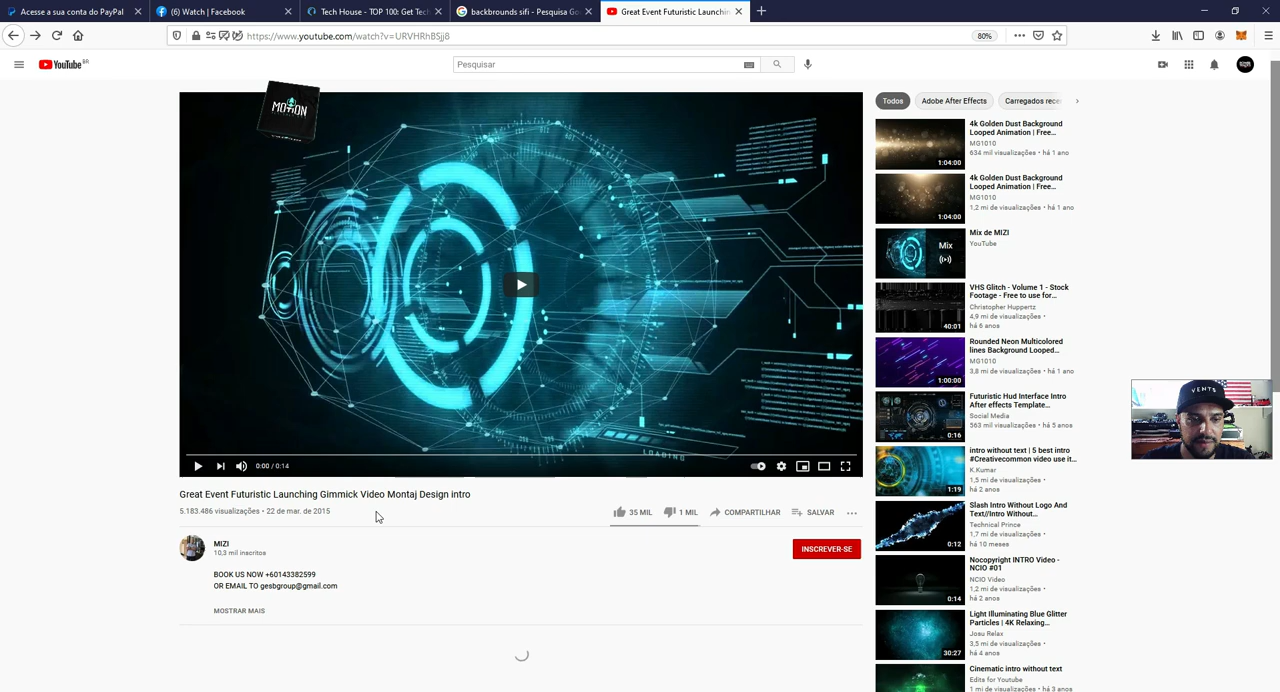 Acesse a sua conta do PayPal
(6) Watch | Facebook
Tech House - TOP 100: Get Tech
backbrounds sifi - Pesquisa Go
Great Event Futuristic Launchin
https://www.youtube.com/watch?v=URVHRhBSjj8
80%
YouTube BR
Pesquisar
MOTION
LOADING
0:00 / 0:14
Great Event Futuristic Launching Gimmick Video Montaj Design intro
5.183.486 visualizações • 22 de mar. de 2015
35 MIL
1 MIL
COMPARTILHAR
SALVAR
MIZI
10,3 mil inscritos
INSCREVER-SE
BOOK US NOW +60143382599
OR EMAIL TO gesbgroup@gmail.com
MOSTRAR MAIS
Todos
Adobe After Effects
Carregados rece
4k Golden Dust Background
Looped Animation | Free...
MG1010
634 mil visualizações • há 1 ano
1:04:00
4k Golden Dust Background
Looped Animation | Free...
MG1010
1,2 mi de visualizações • há 1 ano
1:04:00
Mix de MIZI
YouTube
Mix
VHS Glitch - Volume 1 - Stock
Footage - Free to use for...
Christopher Huppertz
4,9 mi de visualizações •
há 6 anos
40:01
Rounded Neon Multicolored
lines Background Looped...
MG1010
3,8 mi de visualizações • há 1 ano
1:00:00
Futuristic Hud Interface Intro
After effects Template...
Social Media
563 mil visualizações • há 5 anos
0:16
intro without text | 5 best intro
#Creativecommon video use it...
K.Kumar
1,5 mi de visualizações •
há 2 anos
1:19
Slash Intro Without Logo And
Text//Intro Without...
Technical Prince
1,7 mi de visualizações •
há 10 meses
0:12
Nocopyright INTRO Video -
NCIO #01
NCIO Video
1,2 mi de visualizações •
há 2 anos
0:14
Light Illuminating Blue Glitter
Particles | 4K Relaxing...
Josu Relax
3,5 mi de visualizações •
há 4 anos
30:27
Cinematic intro without text
Edits for Youtube
1 mi de visualizações • há 3 anos